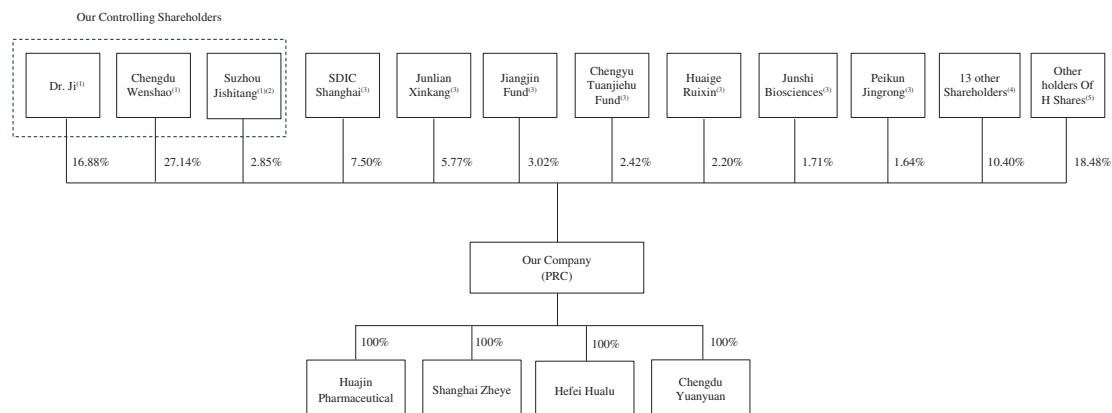 Our Controlling Shareholders
Dr. Ji(1)
Chengdu
Wenshao(1)
Suzhou
Jishitang(1)(2)
SDIC
Shanghai(3)
Junlian
Xinkang(3)
Jiangjin
Fund(3)
Chengyu
Tuanjiehu
Fund(3)
Huaige
Ruixin(3)
Junshi
Biosciences(3)
Peikun
Jingrong(3)
13 other
Shareholders(4)
Other
holders Of
H Shares(5)
16.88%
27.14%
2.85%
7.50%
5.77%
3.02%
2.42%
2.20%
1.71%
1.64%
10.40%
18.48%
Our Company
(PRC)
100%
100%
100%
100%
Huajin
Pharmaceutical
Shanghai Zheye
Hefei Hualu
Chengdu
Yuanyuan